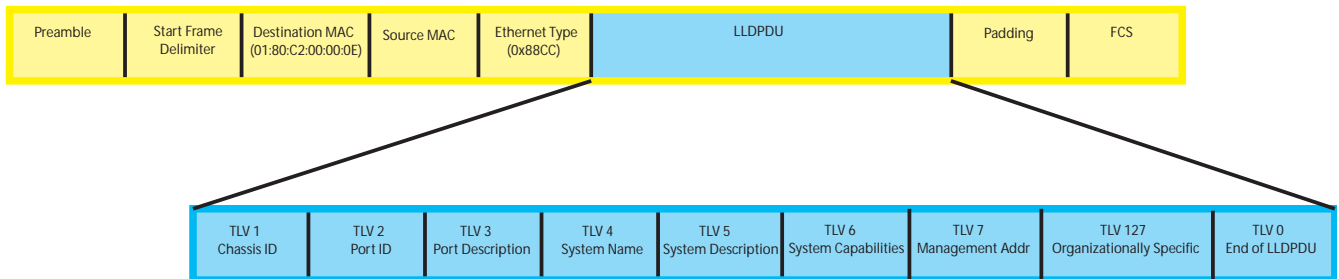 Preamble
Start Frame
Delimiter
Destination MAC
(01:80:C2:00:00:0E)
Source MAC
Ethernet Type
(0x88CC)
LLDPDU
Padding
FCS
TLV 1
Chassis ID
TLV 2
Port ID
TLV 3
Port Description
TLV 4
System Name
TLV 5
System Description
TLV 6
System Capabilities
TLV 7
Management Addr
TLV 127
Organizationally Specific
TLV 0
End of LLDPDU